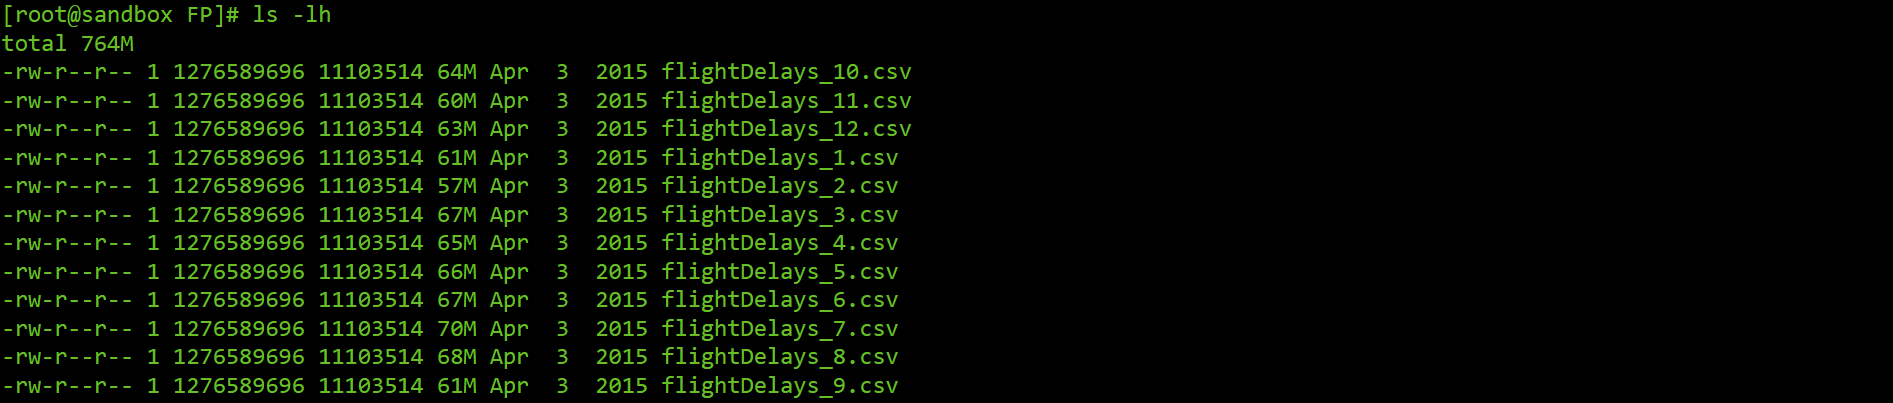 [root@sandbox FP]# ls -lh
total 764M
-rw-r--r-- 1 1276589696 11103514 64M Apr  3  2015 flightDelays_10.csv
-rw-r--r-- 1 1276589696 11103514 60M Apr  3  2015 flightDelays_11.csv
-rw-r--r-- 1 1276589696 11103514 63M Apr  3  2015 flightDelays_12.csv
-rw-r--r-- 1 1276589696 11103514 61M Apr  3  2015 flightDelays_1.csv
-rw-r--r-- 1 1276589696 11103514 57M Apr  3  2015 flightDelays_2.csv
-rw-r--r-- 1 1276589696 11103514 67M Apr  3  2015 flightDelays_3.csv
-rw-r--r-- 1 1276589696 11103514 65M Apr  3  2015 flightDelays_4.csv
-rw-r--r-- 1 1276589696 11103514 66M Apr  3  2015 flightDelays_5.csv
-rw-r--r-- 1 1276589696 11103514 67M Apr  3  2015 flightDelays_6.csv
-rw-r--r-- 1 1276589696 11103514 70M Apr  3  2015 flightDelays_7.csv
-rw-r--r-- 1 1276589696 11103514 68M Apr  3  2015 flightDelays_8.csv
-rw-r--r-- 1 1276589696 11103514 61M Apr  3  2015 flightDelays_9.csv